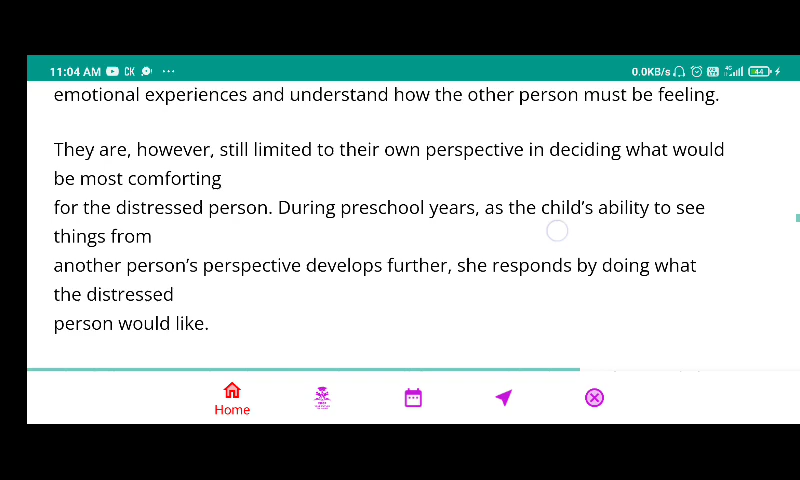 11:04 AM CK ... 0.0KB/s 4G 44
emotional experiences and understand how the other person must be feeling.
They are, however, still limited to their own perspective in deciding what would
be most comforting
for the distressed person. During preschool years, as the child’s ability to see
things from
another person’s perspective develops further, she responds by doing what
the distressed
person would like.
Home